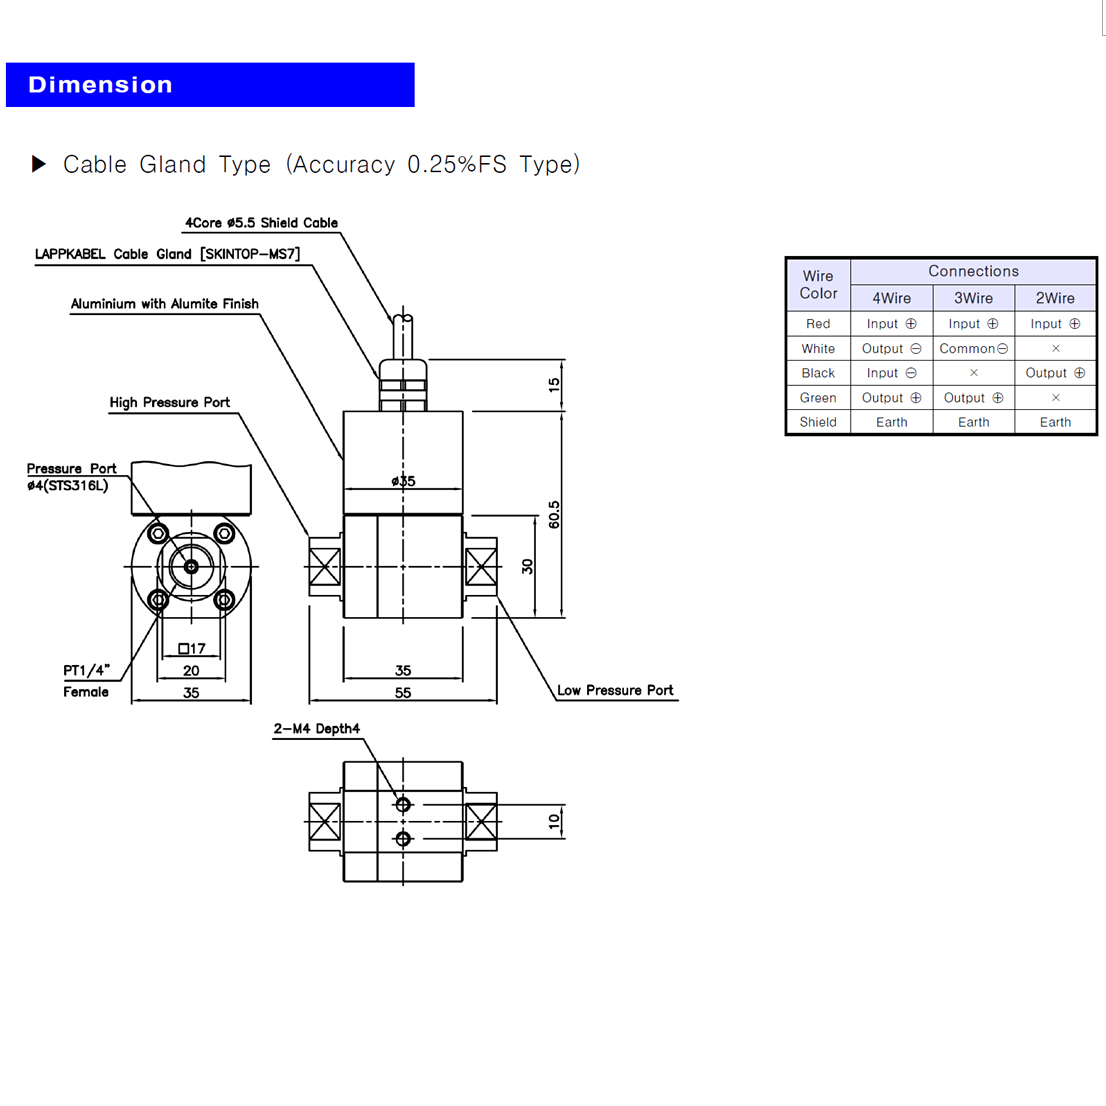 Dimension
▶ Cable Gland Type (Accuracy 0.25%FS Type)
4Core ø5.5 Shield Cable
LAPPKABEL Cable Gland [SKINTOP-MS7]
Aluminium with Alumite Finish
High Pressure Port
Pressure Port
ø4(STS316L)
ø35
15
60.5
30
□17
20
35
PT1/4"
Female
35
55
Low Pressure Port
2-M4 Depth4
10
Wire Color Connections
4Wire 3Wire 2Wire
Red Input ⊕ Input ⊕ Input ⊕
White Output ⊖ Common⊖ ×
Black Input ⊖ × Output ⊕
Green Output ⊕ Output ⊕ ×
Shield Earth Earth Earth